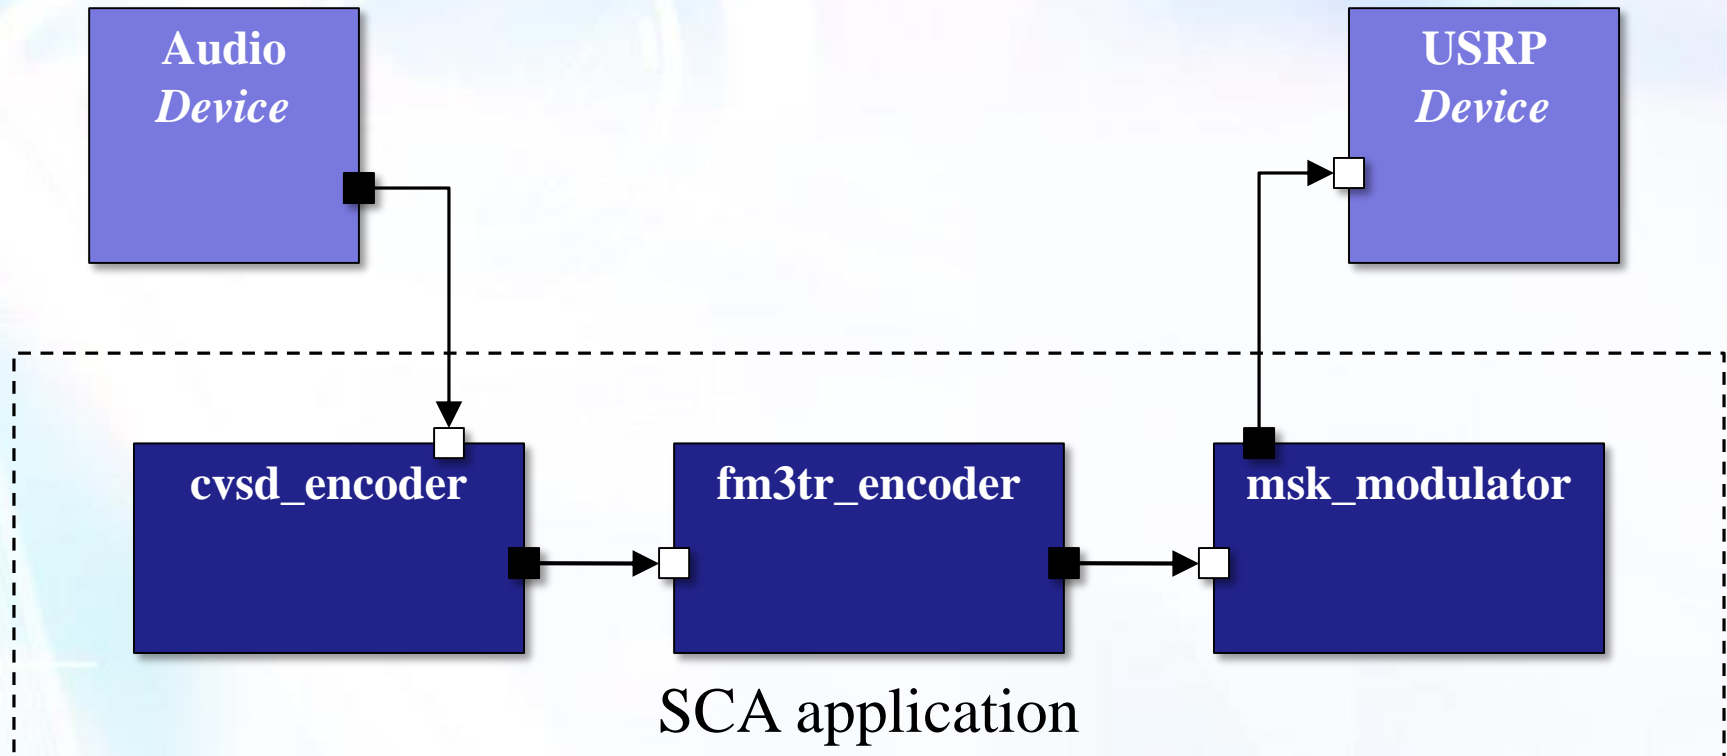 Audio
Device
USRP
Device
cvsd_encoder
fm3tr_encoder
msk_modulator
SCA application